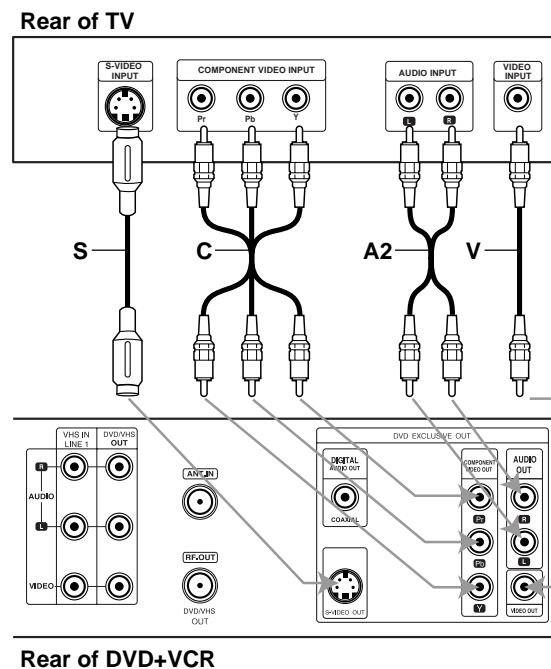 Rear of TV
S-VIDEO
INPUT
COMPONENT VIDEO INPUT
Pr
Pb
Y
AUDIO INPUT
L
R
VIDEO
INPUT
S
C
A2
V
VHS IN
LINE 1
DVD/VHS
OUT
R
AUDIO
L
VIDEO
ANT.IN
RF.OUT
DVD/VHS
OUT
DVD EXCLUSIVE OUT
DIGITAL
AUDIO OUT
COAXIAL
S-VIDEO OUT
COMPONENT
VIDEO OUT
Pr
Pb
Y
AUDIO
OUT
R
L
VIDEO OUT
Rear of DVD+VCR